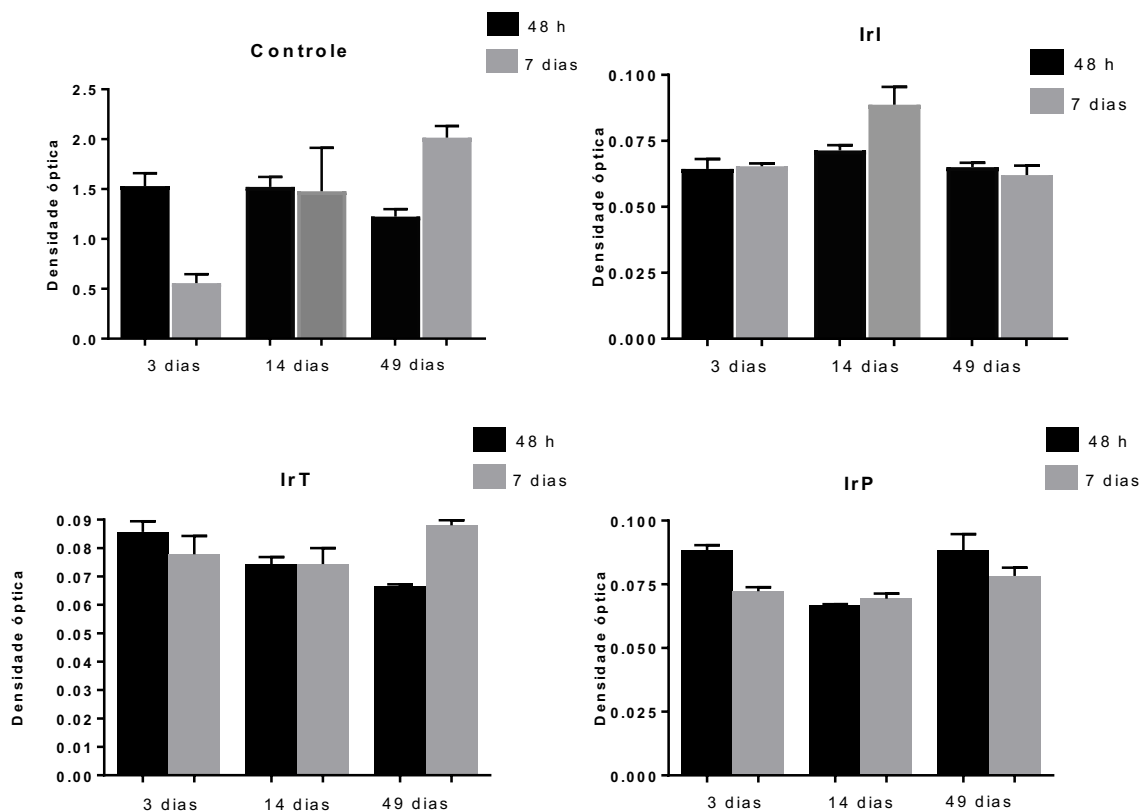 Controle
48 h
7 dias
Densidade óptica
2.5
2.0
1.5
1.0
0.5
0.0
3 dias
14 dias
49 dias
IrI
48 h
7 dias
Densidade óptica
0.100
0.075
0.050
0.025
0.000
3 dias
14 dias
49 dias
IrT
48 h
7 dias
Densidade óptica
0.09
0.08
0.07
0.06
0.05
0.04
0.03
0.02
0.01
0.00
3 dias
14 dias
49 dias
IrP
48 h
7 dias
Densidade óptica
0.100
0.075
0.050
0.025
0.000
3 dias
14 dias
49 dias